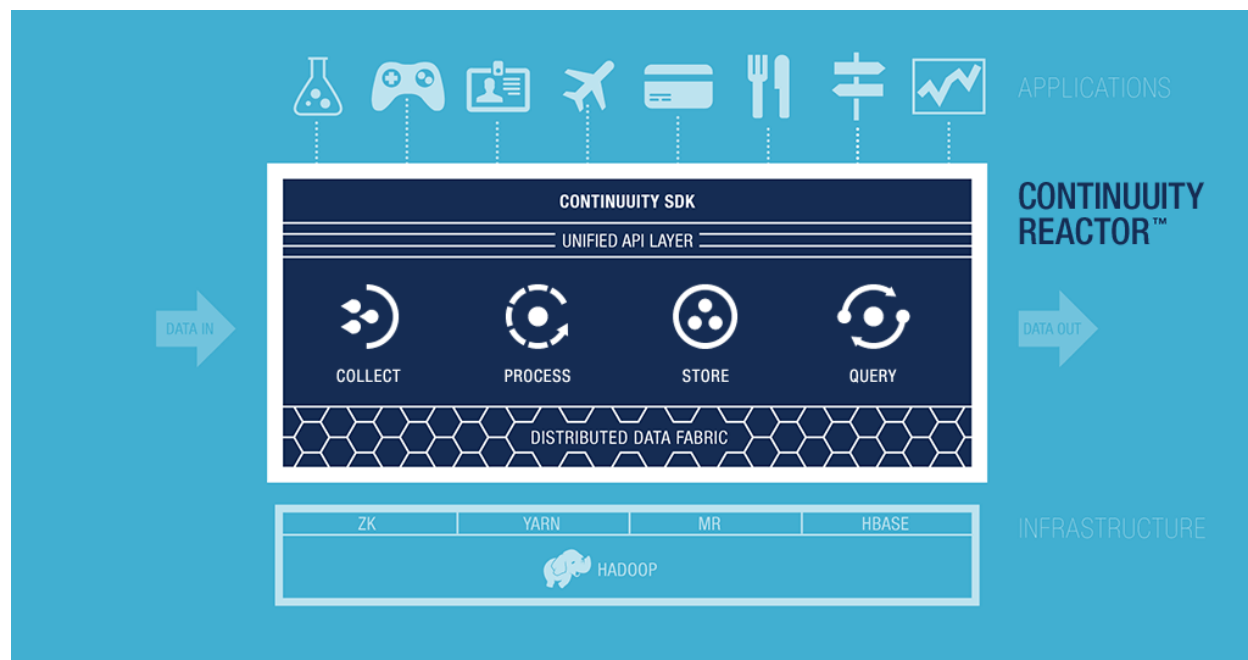 APPLICATIONS
CONTINUUITY SDK
CONTINUUITY
REACTOR™
UNIFIED API LAYER
DATA IN
DATA OUT
COLLECT
PROCESS
STORE
QUERY
DISTRIBUTED DATA FABRIC
ZK
YARN
MR
HBASE
INFRASTRUCTURE
HADOOP